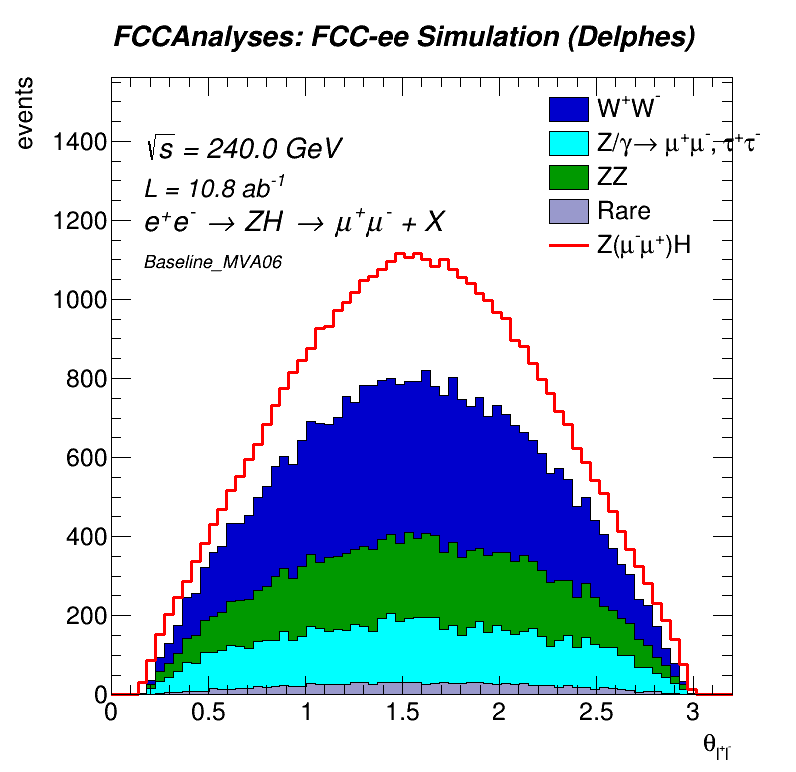 FCCAnalyses: FCC-ee Simulation (Delphes)
events
√s = 240.0 GeV
L = 10.8 ab⁻¹
e⁺e⁻ → ZH → μ⁺μ⁻ + X
Baseline_MVA06
W⁺W⁻
Z/γ→ μ⁺μ⁻, τ⁺τ⁻
ZZ
Rare
Z(μ⁻μ⁺)H
1400
1200
1000
800
600
400
200
0
0 0.5 1 1.5 2 2.5 3
θ_{l⁺l⁻}